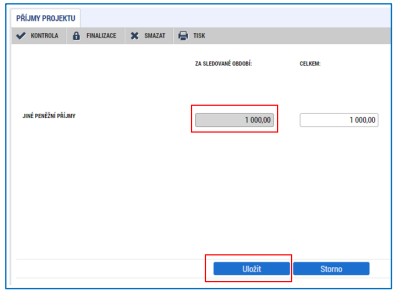 PŘÍJMY PROJEKTU
KONTROLA FINALIZACE SMAZAT TISK
ZA SLEDOVANÉ OBDOBÍ: CELKEM:
JINÉ PENĚŽNÍ PŘÍJMY 1 000,00 1 000,00
Uložit Storno